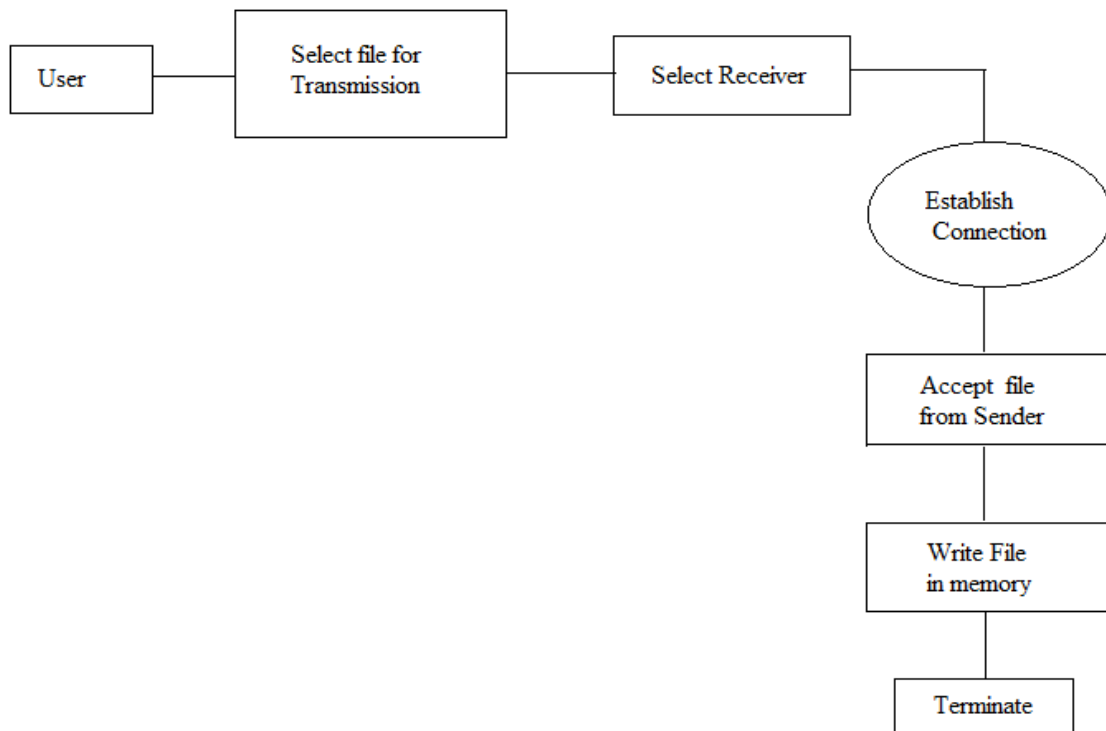 User
Select file for
Transmission
Select Receiver
Establish
Connection
Accept file
from Sender
Write File
in memory
Terminate